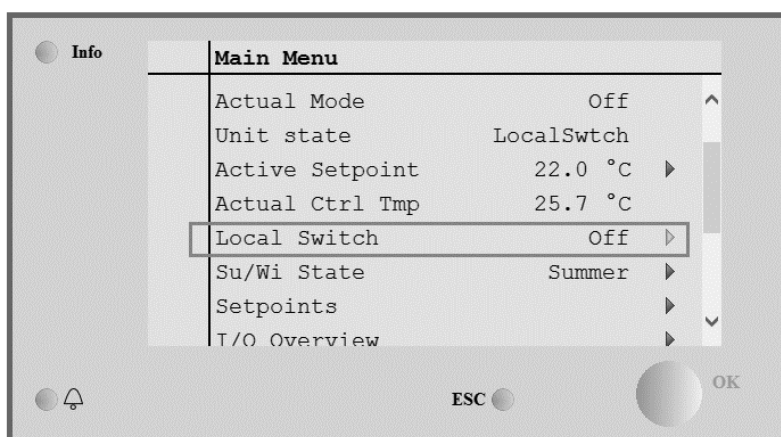 Info
Main Menu
Actual Mode Off
Unit state LocalSwtch
Active Setpoint 22.0 °C
Actual Ctrl Tmp 25.7 °C
Local Switch Off
Su/Wi State Summer
Setpoints
I/O Overview
ESC
OK